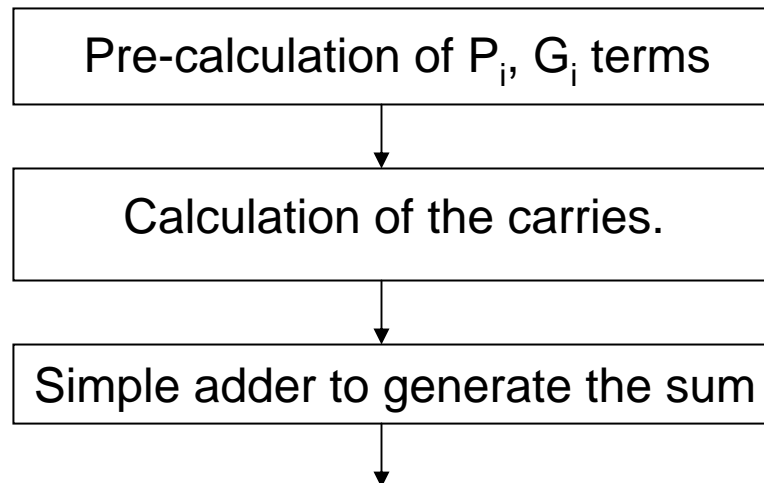 Pre-calculation of Pᵢ, Gᵢ terms
Calculation of the carries.
Simple adder to generate the sum